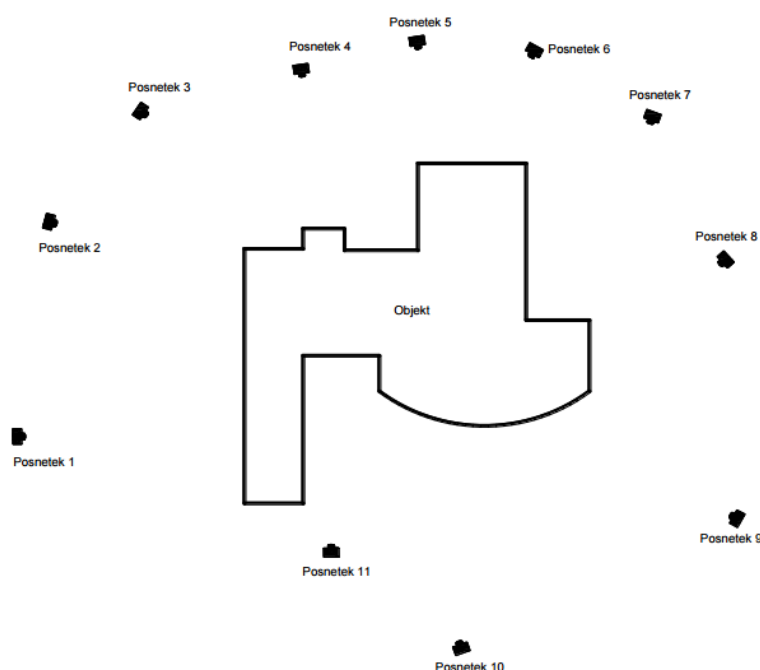 Posnetek 5
Posnetek 4
Posnetek 6
Posnetek 3
Posnetek 7
Posnetek 2
Posnetek 8
Objekt
Posnetek 1
Posnetek 9
Posnetek 11
Posnetek 10